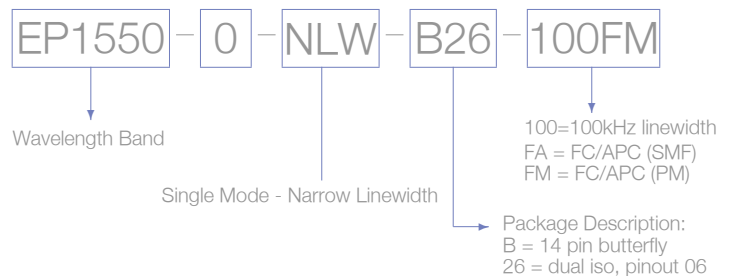 EP1550 – 0 – NLW – B26 – 100FM
Wavelength Band
100=100kHz linewidth
FA = FC/APC (SMF)
FM = FC/APC (PM)
Single Mode - Narrow Linewidth
Package Description:
B = 14 pin butterfly
26 = dual iso, pinout 06